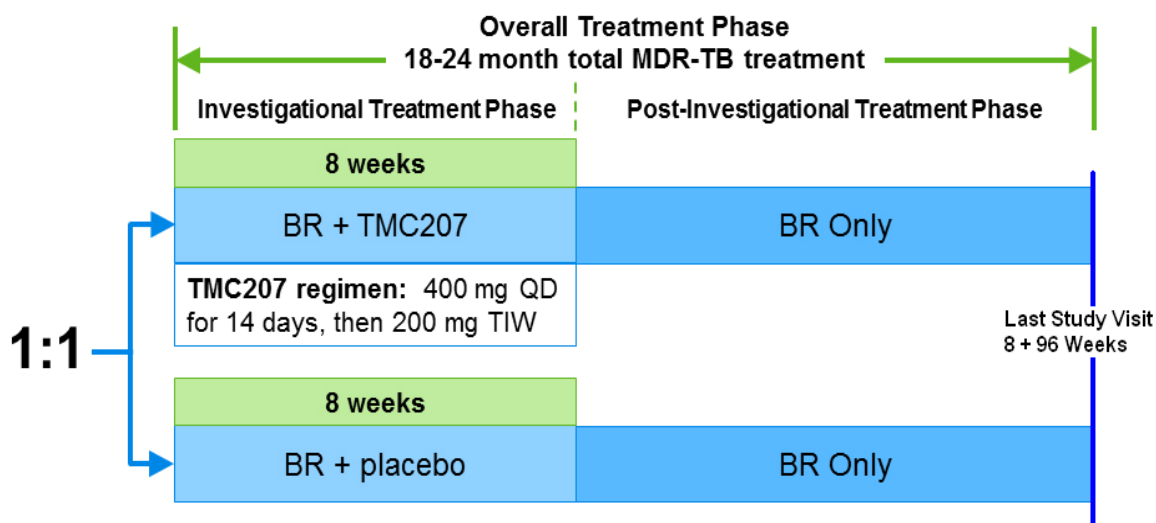 Overall Treatment Phase
18-24 month total MDR-TB treatment
Investigational Treatment Phase
Post-Investigational Treatment Phase
8 weeks
BR + TMC207
BR Only
TMC207 regimen: 400 mg QD
for 14 days, then 200 mg TIW
1:1
Last Study Visit
8 + 96 Weeks
8 weeks
BR + placebo
BR Only